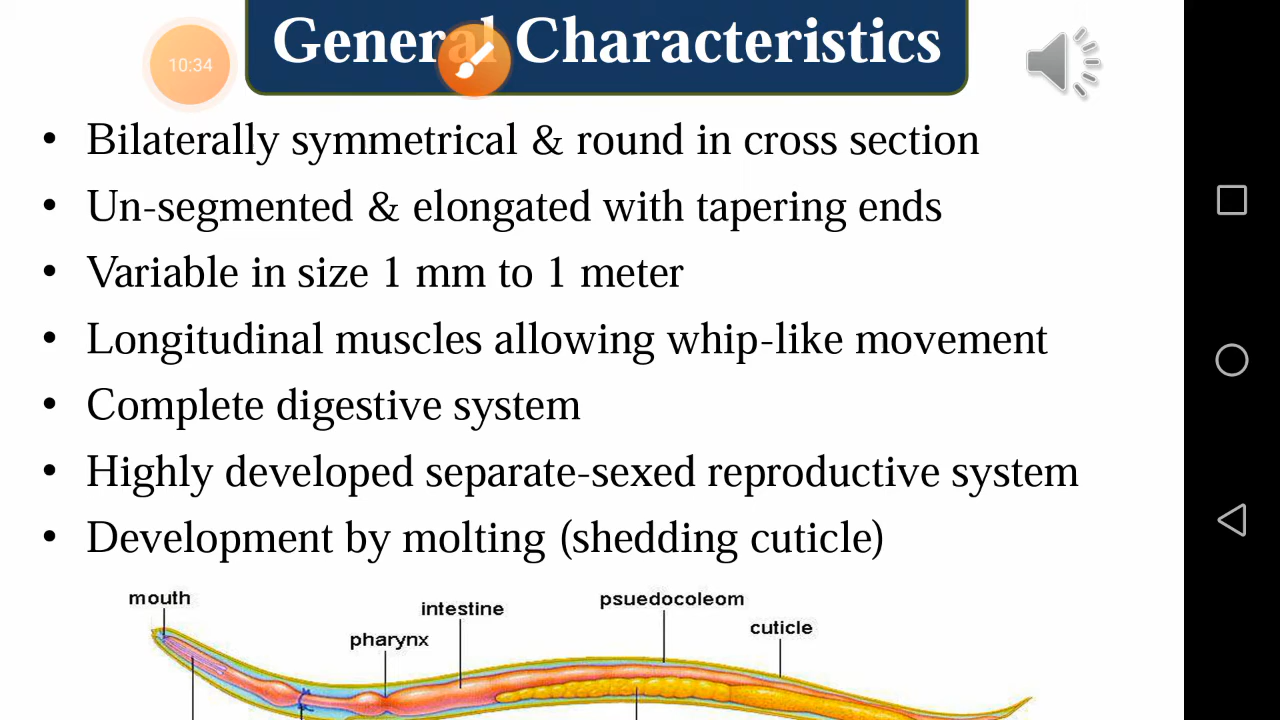 General Characteristics
10:34
• Bilaterally symmetrical & round in cross section
• Un-segmented & elongated with tapering ends
• Variable in size 1 mm to 1 meter
• Longitudinal muscles allowing whip-like movement
• Complete digestive system
• Highly developed separate-sexed reproductive system
• Development by molting (shedding cuticle)
mouth
intestine
psuedocoleom
pharynx
cuticle